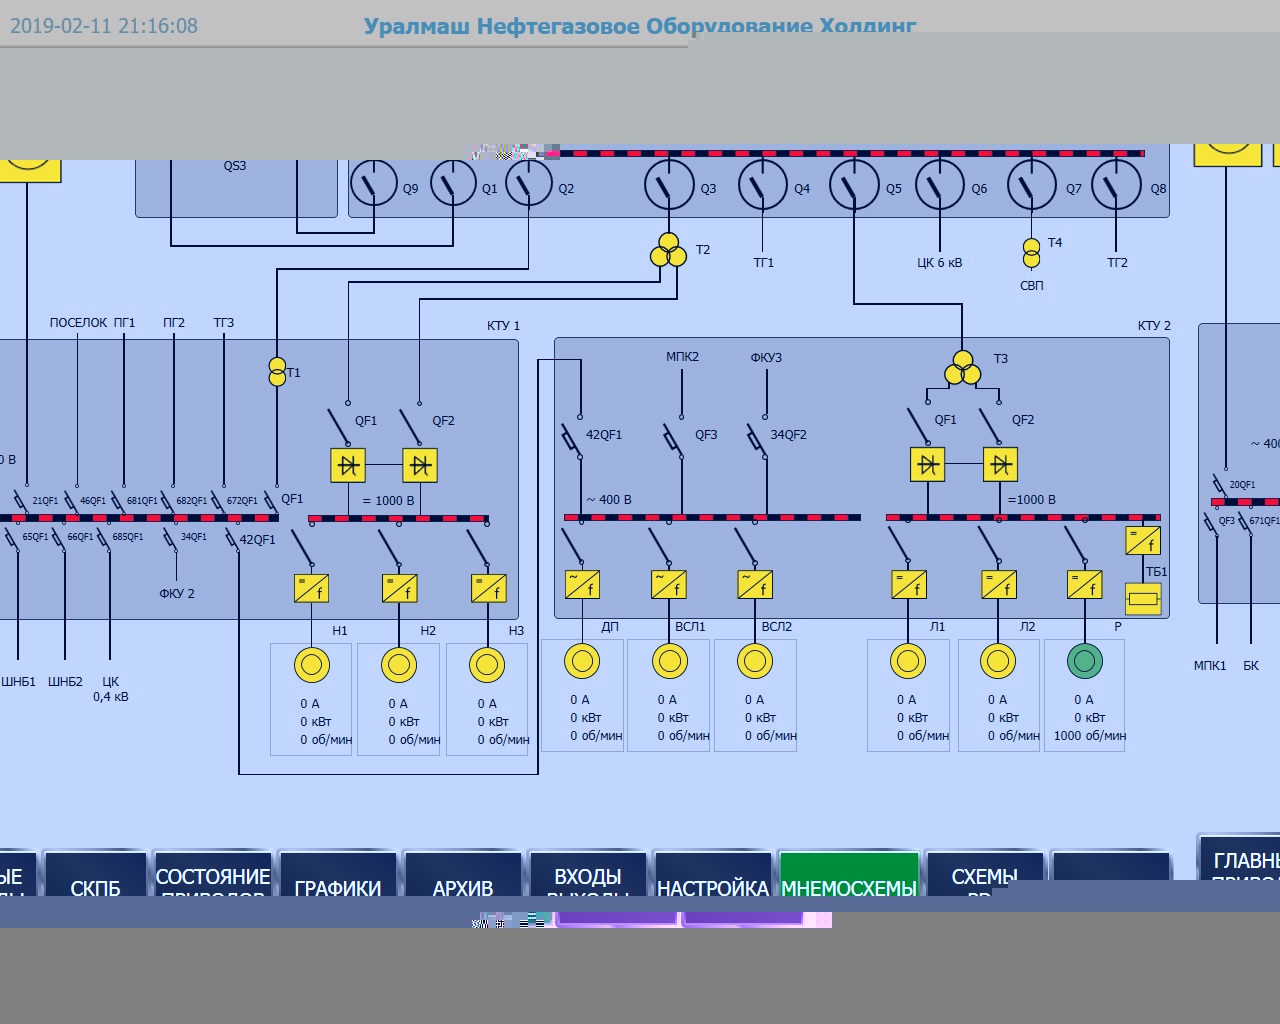 2019-02-11 21:16:08
Уралмаш Нефтегазовое Оборудование Холдинг
QS3
Q9
Q1
Q2
Q3
Q4
Q5
Q6
Q7
Q8
T2
ТГ1
ЦК 6 кВ
T4
ТГ2
СВП
ПОСЕЛОК
ПГ1
ПГ2
ТГ3
КТУ 1
КТУ 2
T1
МПК2
ФКУ3
T3
QF1
QF2
42QF1
QF3
34QF2
QF1
QF2
0 В
~ 400
21QF1
46QF1
681QF1
682QF1
672QF1
QF1
= 1000 В
~ 400 В
=1000 В
20QF1
65QF1
66QF1
685QF1
34QF1
42QF1
QF3
671QF1
= f
= f
= f
~ f
~ f
~ f
= f
= f
= f
= f
ТБ1
ФКУ 2
Н1
Н2
Н3
ДП
ВСЛ1
ВСЛ2
Л1
Л2
Р
ШНБ1
ШНБ2
ЦК
0,4 кВ
МПК1
БК
0 А
0 кВт
0 об/мин
0 А
0 кВт
0 об/мин
0 А
0 кВт
0 об/мин
0 А
0 кВт
0 об/мин
0 А
0 кВт
0 об/мин
0 А
0 кВт
0 об/мин
0 А
0 кВт
0 об/мин
0 А
0 кВт
0 об/мин
0 А
0 кВт
1000 об/мин
ЫЕ
СКПБ
СОСТОЯНИЕ
ПРИВОДОВ
ГРАФИКИ
АРХИВ
ВХОДЫ
ВЫХОДЫ
НАСТРОЙКА
МНЕМОСХЕМЫ
СХЕМЫ
ГЛАВНЫ